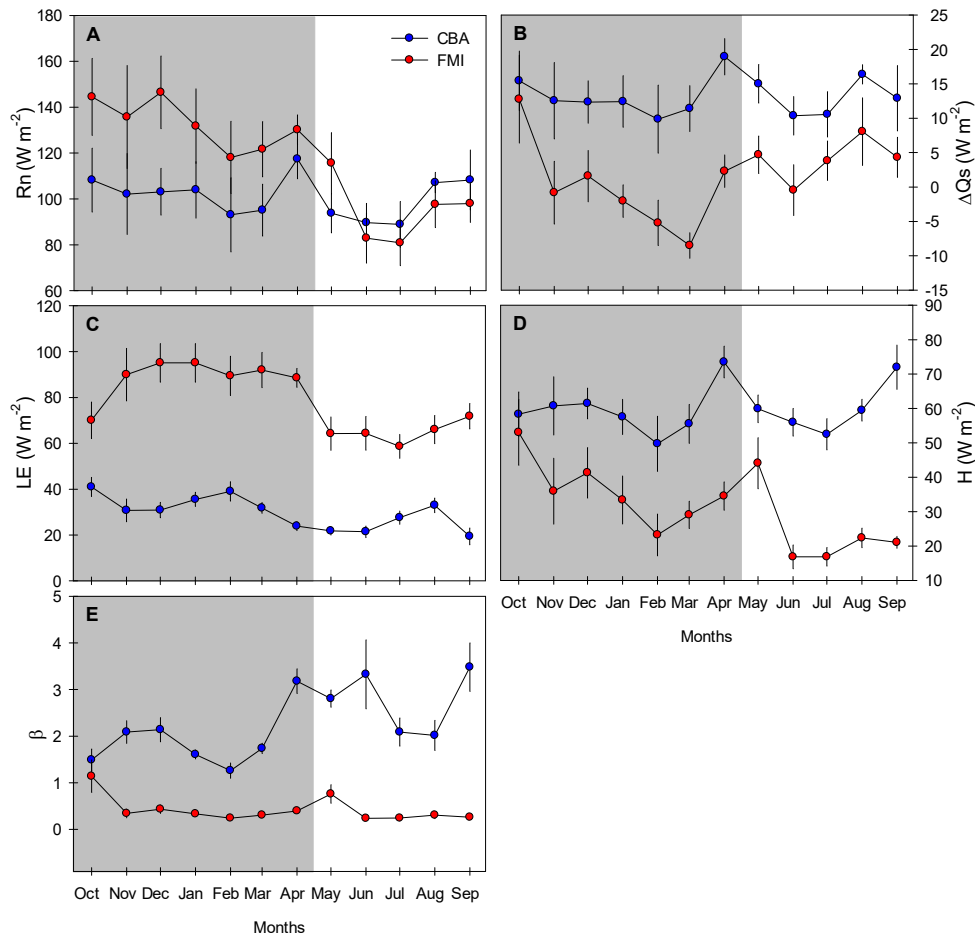 A
CBA
FMI
180
160
140
120
100
80
60
Rn (W m-2)
B
25
20
15
10
5
0
-5
-10
-15
ΔQs (W m-2)
C
120
100
80
60
40
20
0
LE (W m-2)
D
90
80
70
60
50
40
30
20
10
H (W m-2)
Oct Nov Dec Jan Feb Mar Apr May Jun Jul Aug Sep
Months
E
5
4
3
2
1
0
β
Oct Nov Dec Jan Feb Mar Apr May Jun Jul Aug Sep
Months